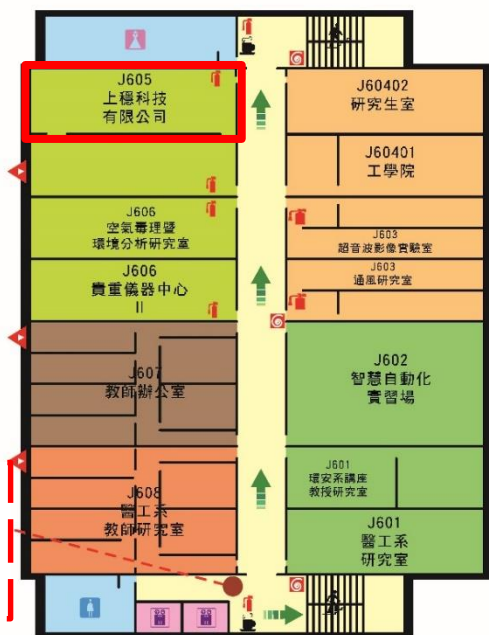 J605
上穩科技
有限公司
J60402
研究生室
J60401
工學院
J606
空氣毒理暨
環境分析研究室
J603
超音波影像實驗室
J606
貴重儀器中心
II
J603
通風研究室
J607
教師辦公室
J602
智慧自動化
實習場
J601
環安系講座
教授研究室
J608
醫工系
教師研究室
J601
醫工系
研究室